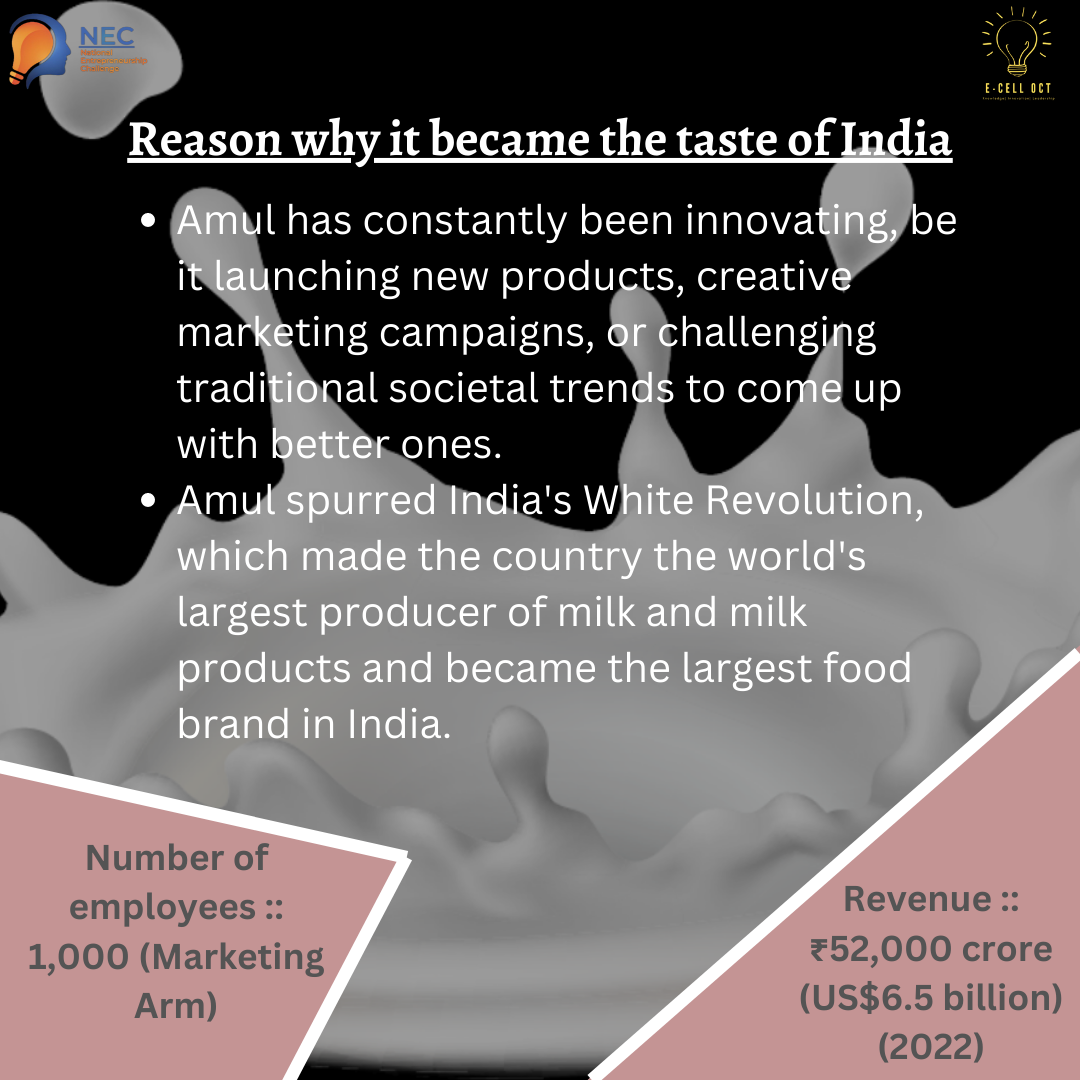 NEC
National
Entrepreneurship
Challenge
E-CELL OCT
Reason why it became the taste of India
• Amul has constantly been innovating, be
it launching new products, creative
marketing campaigns, or challenging
traditional societal trends to come up
with better ones.
• Amul spurred India's White Revolution,
which made the country the world's
largest producer of milk and milk
products and became the largest food
brand in India.
Number of
employees ::
1,000 (Marketing
Arm)
Revenue ::
₹52,000 crore
(US$6.5 billion)
(2022)